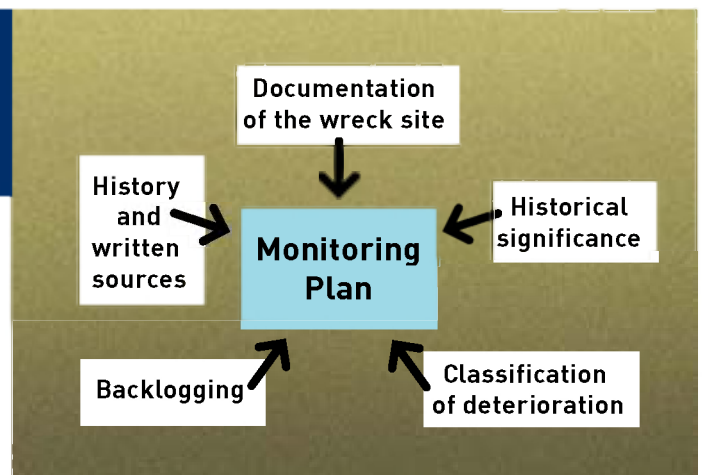 Documentation
of the wreck site
History
and
written
sources
Historical
significance
Monitoring
Plan
Backlogging
Classification
of deterioration